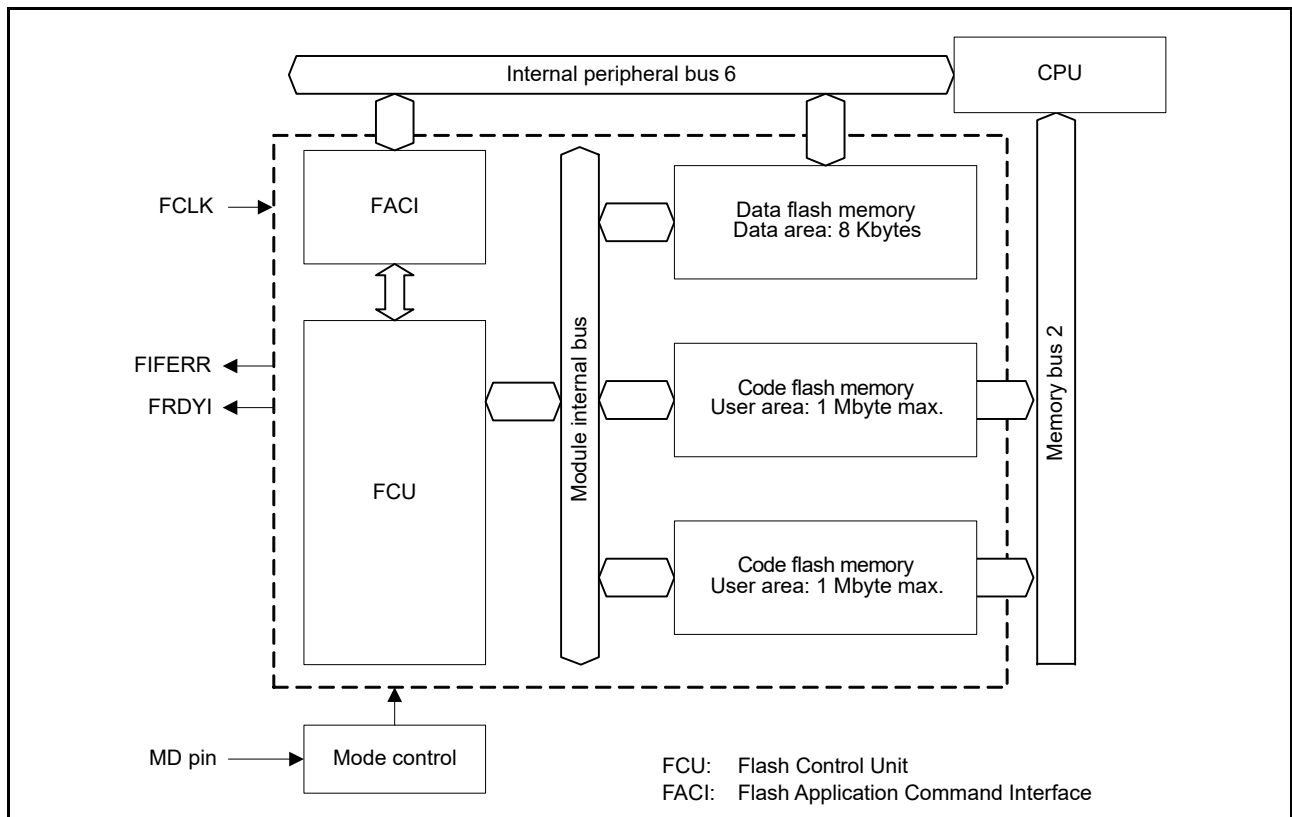 Internal peripheral bus 6
CPU
FCLK
FACI
Data flash memory
Data area: 8 Kbytes
FIFERR
FRDYI
FCU
Module internal bus
Code flash memory
User area: 1 Mbyte max.
Memory bus 2
Code flash memory
User area: 1 Mbyte max.
MD pin
Mode control
FCU: Flash Control Unit
FACI: Flash Application Command Interface